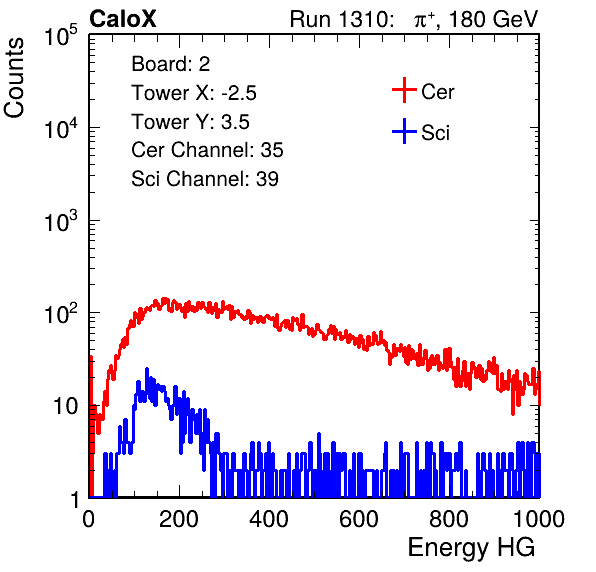 CaloX Run 1310: π⁺, 180 GeV
Counts
10⁵
10⁴
10³
10²
10
1
Board: 2
Tower X: -2.5
Tower Y: 3.5
Cer Channel: 35
Sci Channel: 39
Cer
Sci
0 200 400 600 800 1000
Energy HG